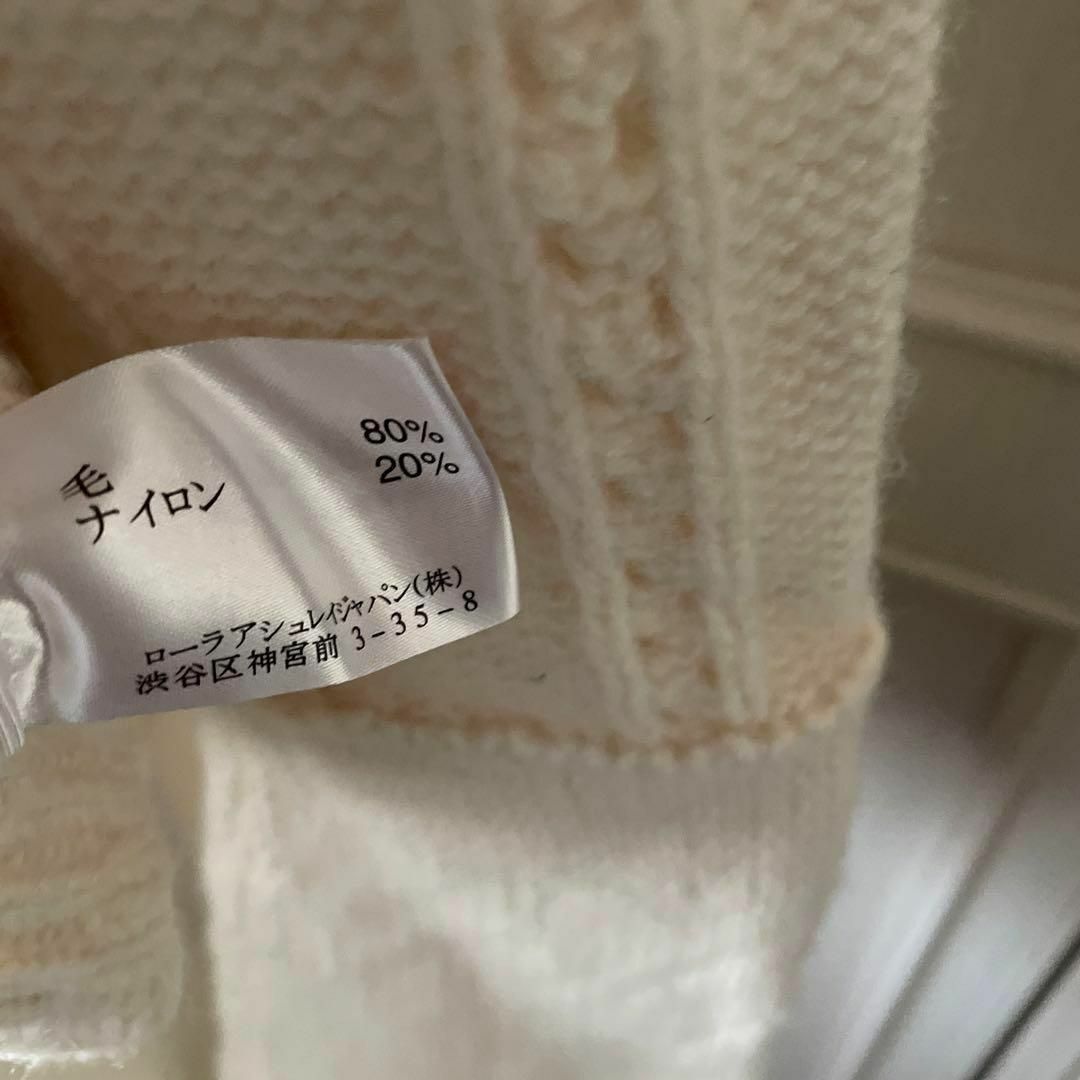 毛 80%
ナイロン 20%
ローラアシュレイジャパン(株)
渋谷区神宮前 3-35-8